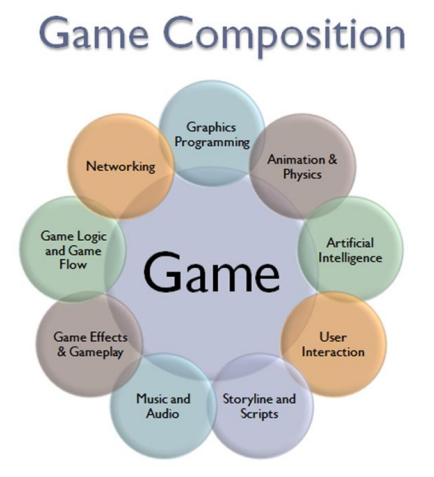 Game Composition
Graphics
Programming
Animation &
Physics
Artificial
Intelligence
User
Interaction
Storyline and
Scripts
Music and
Audio
Game Effects
& Gameplay
Game Logic
and Game
Flow
Networking
Game